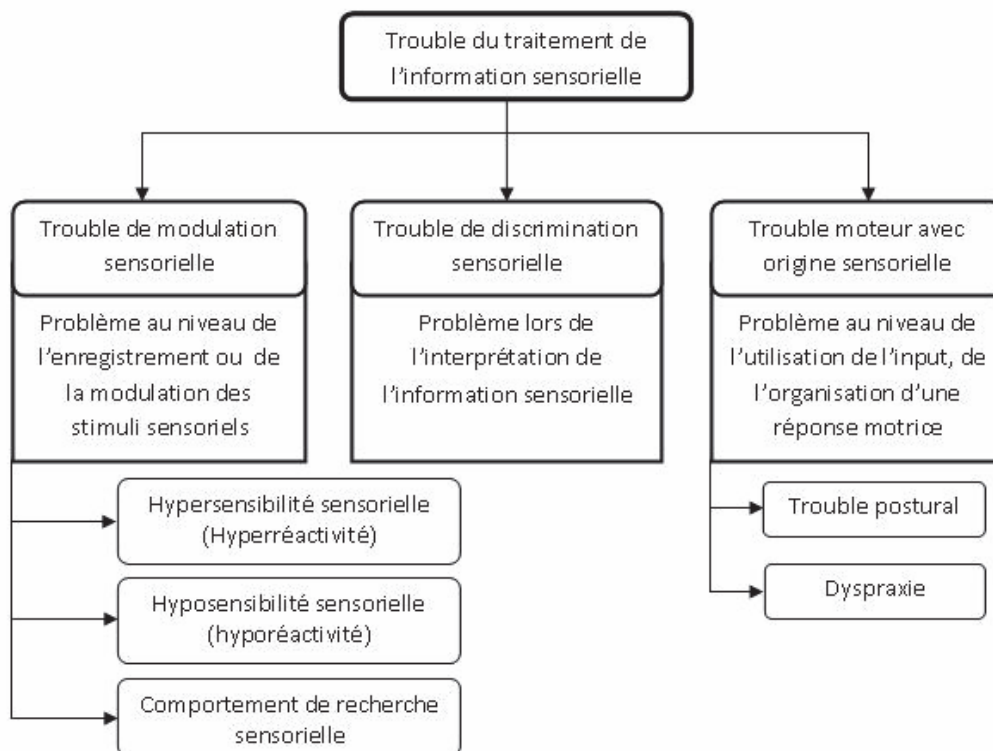 Trouble du traitement de
l'information sensorielle
Trouble de modulation
sensorielle
Problème au niveau de
l'enregistrement ou de
la modulation des
stimuli sensoriels
Hypersensibilité sensorielle
(Hyperréactivité)
Hyposensibilité sensorielle
(hyporéactivité)
Comportement de recherche
sensorielle
Trouble de discrimination
sensorielle
Problème lors de
l'interprétation de
l'information sensorielle
Trouble moteur avec
origine sensorielle
Problème au niveau de
l'utilisation de l'input, de
l'organisation d'une
réponse motrice
Trouble postural
Dyspraxie